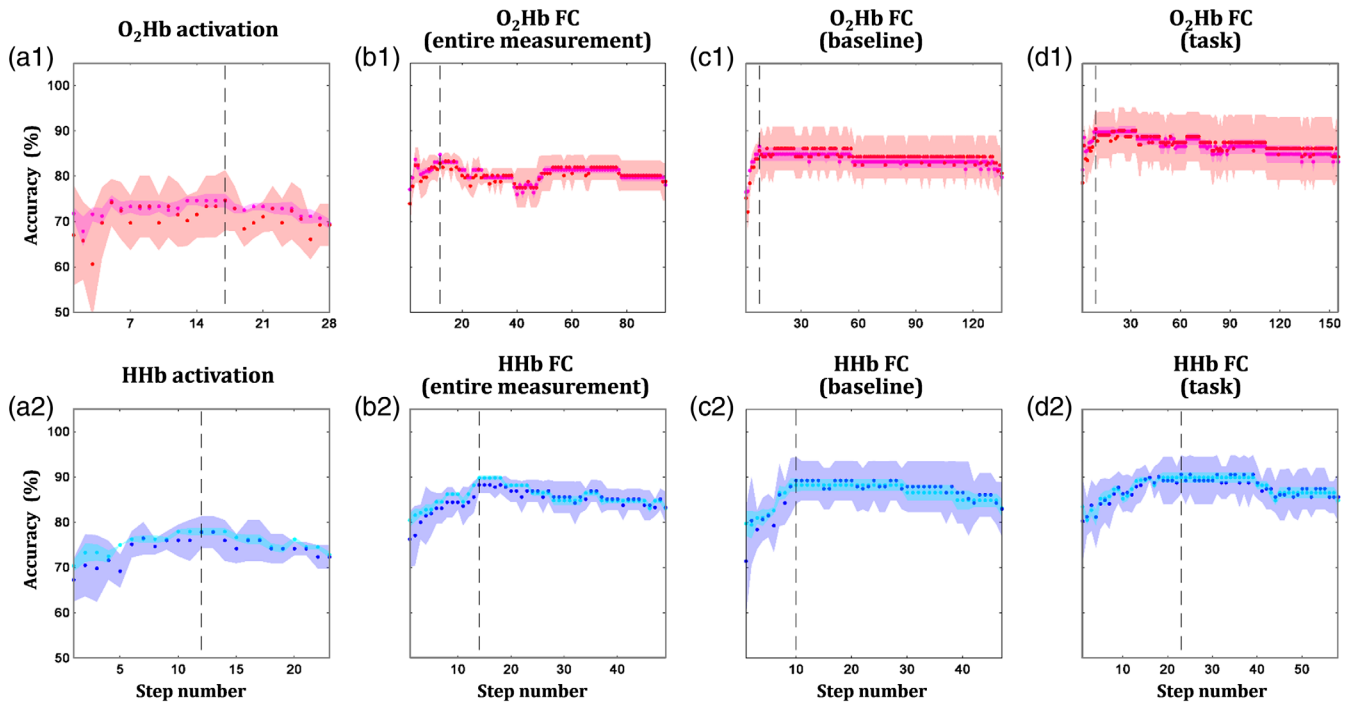 O₂Hb activation
O₂Hb FC
(entire measurement)
O₂Hb FC
(baseline)
O₂Hb FC
(task)
(a1)
(b1)
(c1)
(d1)
Accuracy (%)
100
90
80
70
60
50
7 14 21 28
20 40 60 80
30 60 90 120
30 60 90 120 150
HHb activation
HHb FC
(entire measurement)
HHb FC
(baseline)
HHb FC
(task)
(a2)
(b2)
(c2)
(d2)
Accuracy (%)
100
90
80
70
60
50
5 10 15 20
10 20 30 40
10 20 30 40
10 20 30 40 50
Step number
Step number
Step number
Step number